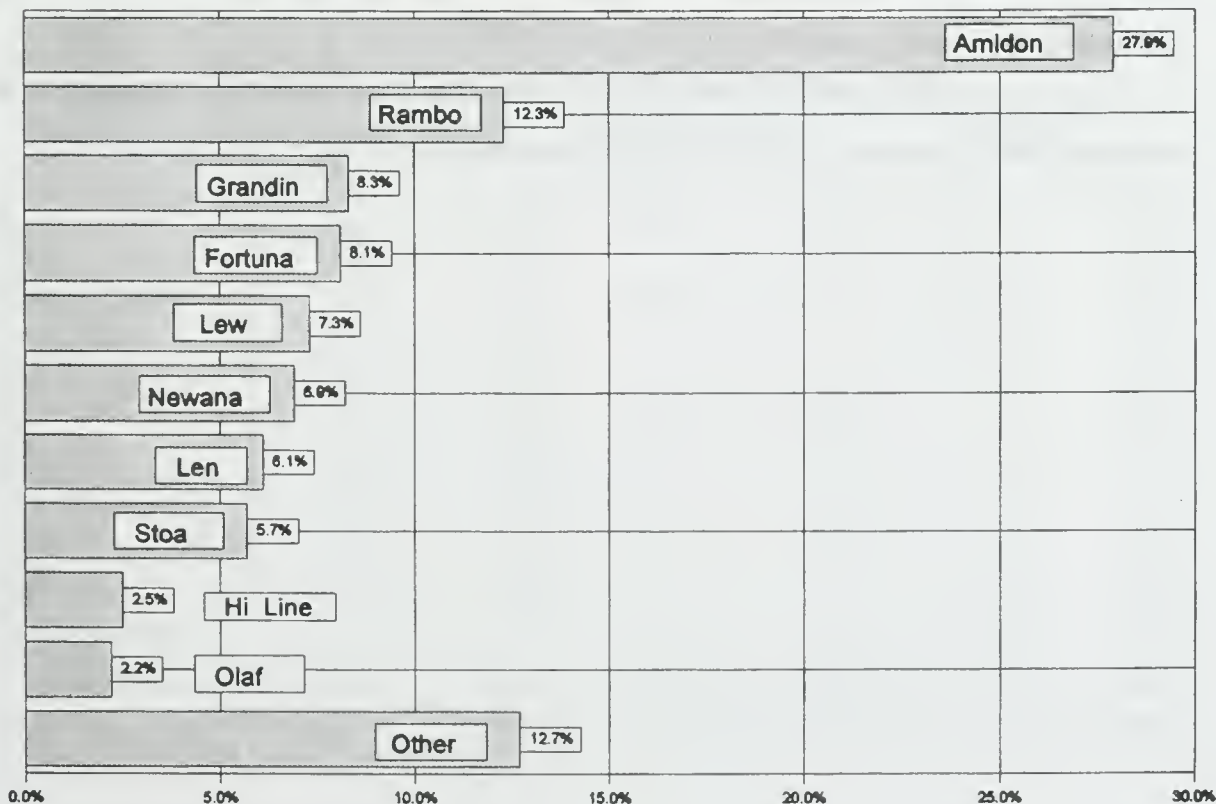 Amidon 27.9%
Rambo 12.3%
Grandin 8.3%
Fortuna 8.1%
Lew 7.3%
Newana 6.9%
Len 6.1%
Stoa 5.7%
2.5% Hi Line
2.2% Olaf
Other 12.7%
0.0% 5.0% 10.0% 15.0% 20.0% 25.0% 30.0%